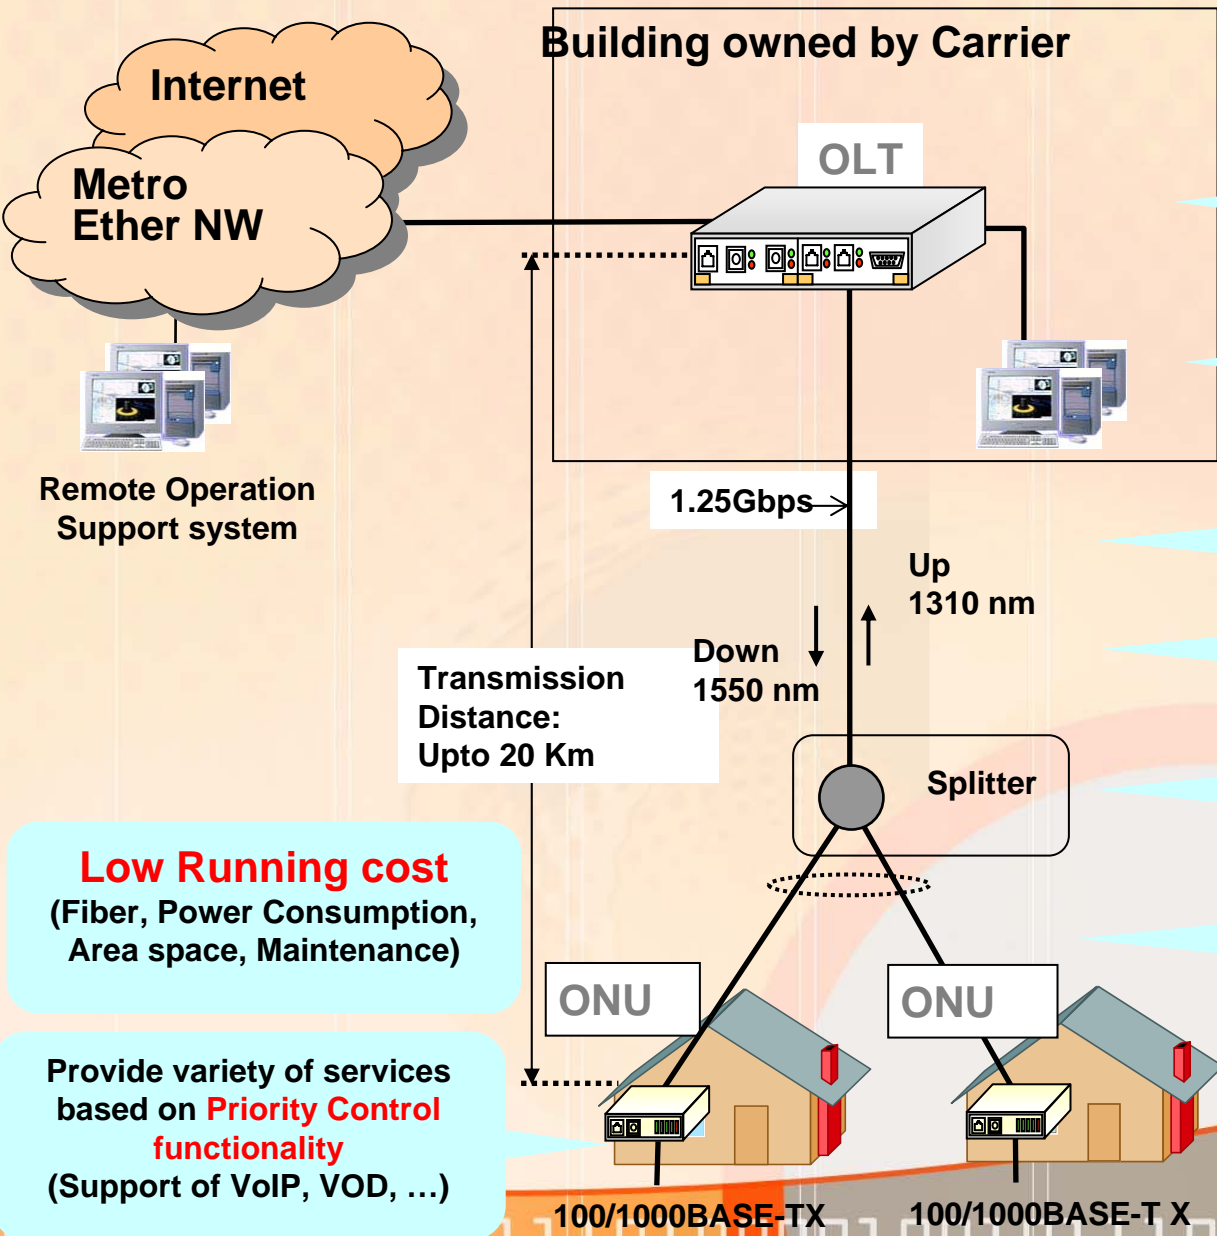 Building owned by Carrier
Internet
Metro
Ether NW
OLT
Remote Operation
Support system
1.25Gbps
Up
1310 nm
Down
1550 nm
Transmission
Distance:
Upto 20 Km
Splitter
Low Running cost
(Fiber, Power Consumption,
Area space, Maintenance)
ONU
ONU
Provide variety of services
based on Priority Control
functionality
(Support of VoIP, VOD, …)
100/1000BASE-TX
100/1000BASE-T X